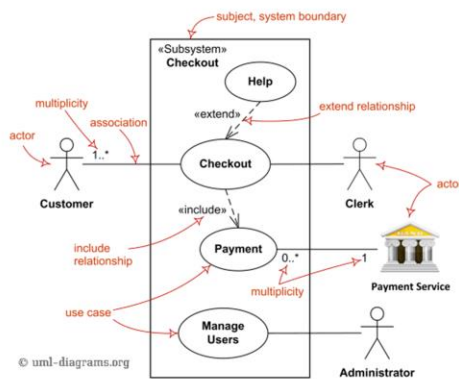 subject, system boundary
«Subsystem»
Checkout
Help
multiplicity
association
«extend»
extend relationship
actor
1..*
Checkout
Customer
Clerk
acto
«include»
include
relationship
Payment
0..*
1
multiplicity
Payment Service
use case
Manage
Users
Administrator
© uml-diagrams.org